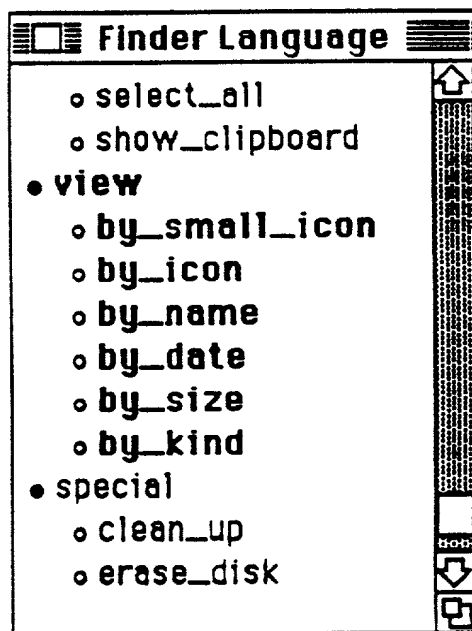 Finder Language
∘ select_all
∘ show_clipboard
• view
∘ by_small_icon
∘ by_icon
∘ by_name
∘ by_date
∘ by_size
∘ by_kind
• special
∘ clean_up
∘ erase_disk